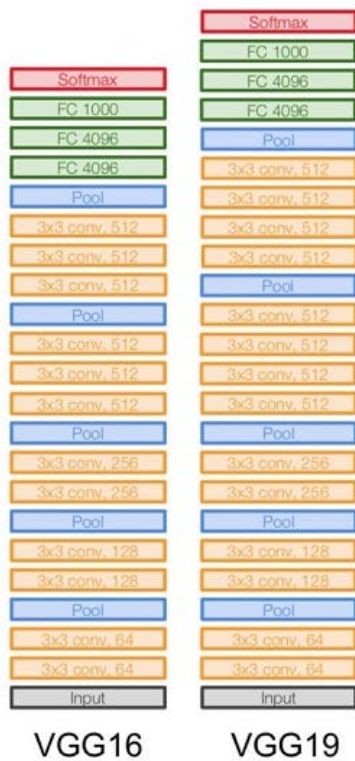 Softmax
FC 1000
FC 4096
FC 4096
Pool
3x3 conv, 512
3x3 conv, 512
3x3 conv, 512
Pool
3x3 conv, 512
3x3 conv, 512
3x3 conv, 512
Pool
3x3 conv, 256
3x3 conv, 256
Pool
3x3 conv, 128
3x3 conv, 128
Pool
3x3 conv, 64
3x3 conv, 64
Input
VGG16
Softmax
FC 1000
FC 4096
FC 4096
Pool
3x3 conv, 512
3x3 conv, 512
3x3 conv, 512
3x3 conv, 512
Pool
3x3 conv, 512
3x3 conv, 512
3x3 conv, 512
3x3 conv, 512
Pool
3x3 conv, 256
3x3 conv, 256
Pool
3x3 conv, 128
3x3 conv, 128
Pool
3x3 conv, 64
3x3 conv, 64
Input
VGG19